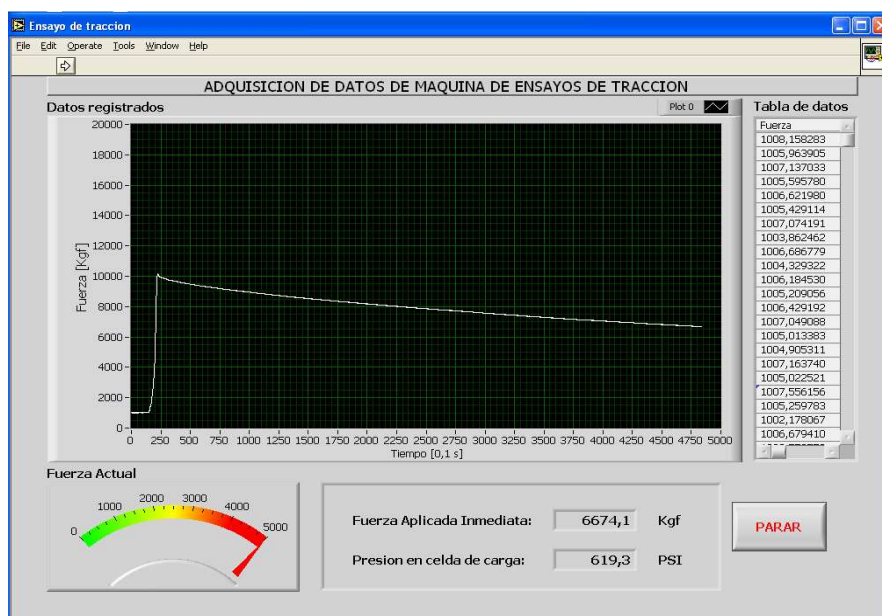 Ensayo de traccion
File Edit Operate Tools Window Help
ADQUISICION DE DATOS DE MAQUINA DE ENSAYOS DE TRACCION
Datos registrados
Plot 0
Tabla de datos
20000
18000
16000
14000
12000
10000
8000
6000
4000
2000
0
Fuerza [Kgf]
0 250 500 750 1000 1250 1500 1750 2000 2250 2500 2750 3000 3250 3500 3750 4000 4250 4500 4750 5000
Tiempo [0,1 s]
Fuerza
1008,158283
1005,963905
1007,137033
1005,595780
1006,621980
1005,429114
1007,074191
1003,862462
1006,686779
1004,329322
1006,184530
1005,209056
1006,429192
1007,049088
1005,013383
1004,905311
1007,163740
1005,022521
1007,556156
1005,259783
1002,178067
1006,679410
Fuerza Actual
0 1000 2000 3000 4000 5000
Fuerza Aplicada Inmediata: 6674,1 Kgf
Presion en celda de carga: 619,3 PSI
PARAR